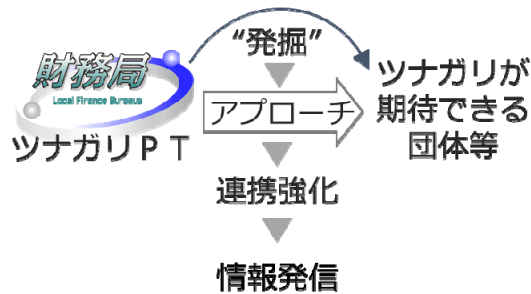 “発掘”
財務局
Local Finance Bureaus
ツナガリPT
アプローチ
ツナガリが
期待できる
団体等
連携強化
情報発信